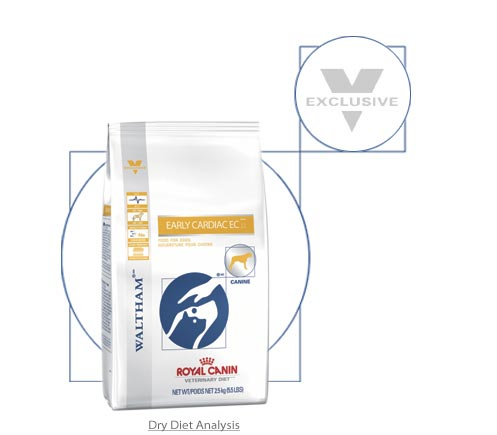 EXCLUSIVE
EARLY CARDIAC EC
FOOD FOR DOGS
NOURRITURE POUR CHIENS
CANINE
WALTHAM
ROYAL CANIN
VETERINARY DIET
NET WT/POIDS NET 2.5 kg (5.5 LBS)
Dry Diet Analysis